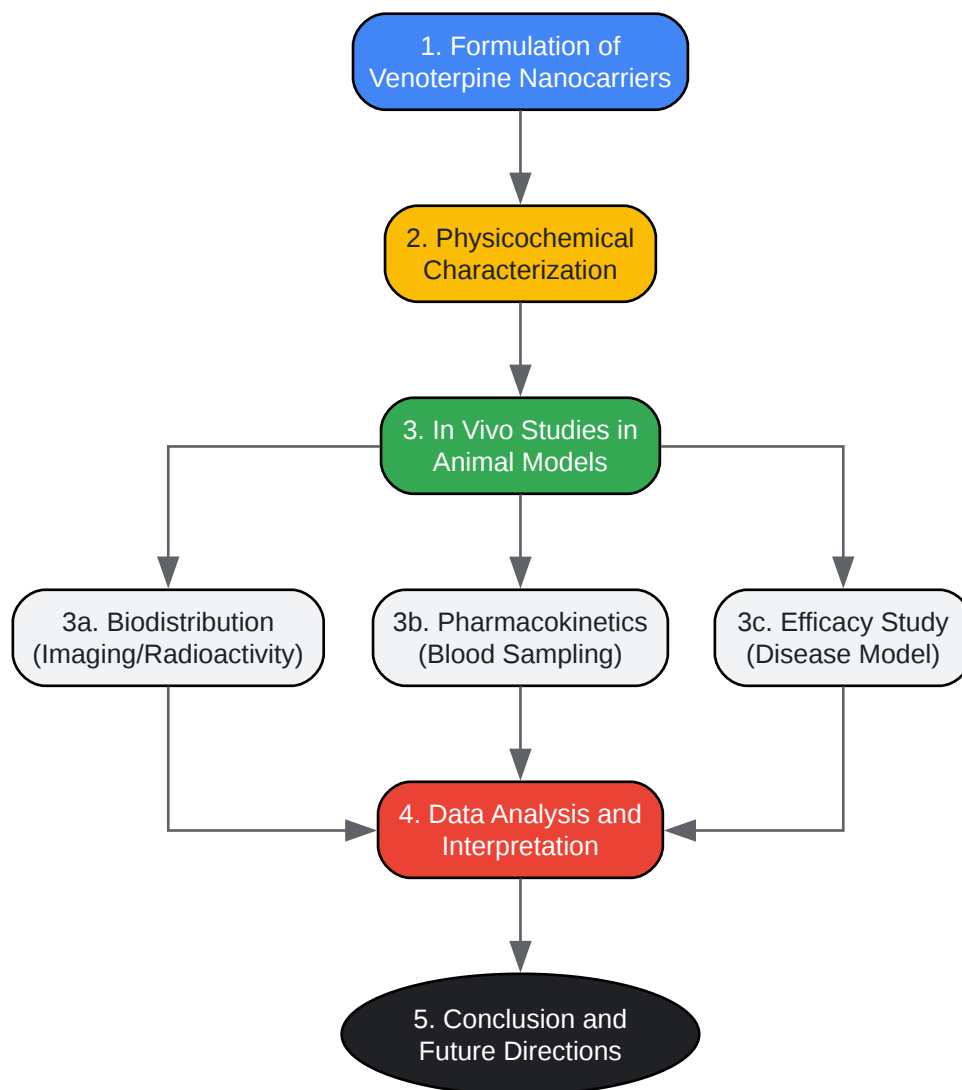 1. Formulation of
Venoterpine Nanocarriers
2. Physicochemical
Characterization
3. In Vivo Studies in
Animal Models
3a. Biodistribution
(Imaging/Radioactivity)
3b. Pharmacokinetics
(Blood Sampling)
3c. Efficacy Study
(Disease Model)
4. Data Analysis and
Interpretation
5. Conclusion and
Future Directions